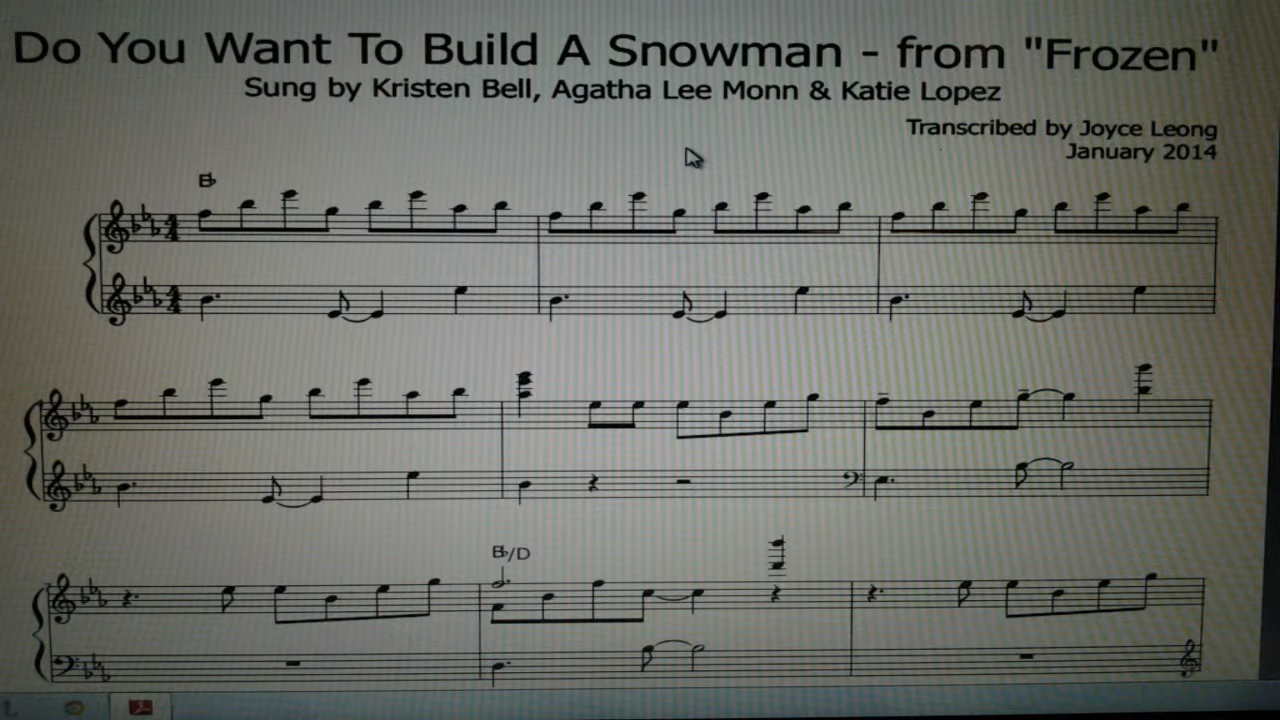 Do You Want To Build A Snowman - from "Frozen"
Sung by Kristen Bell, Agatha Lee Monn & Katie Lopez
Transcribed by Joyce Leong
January 2014
E♭
B♭/D